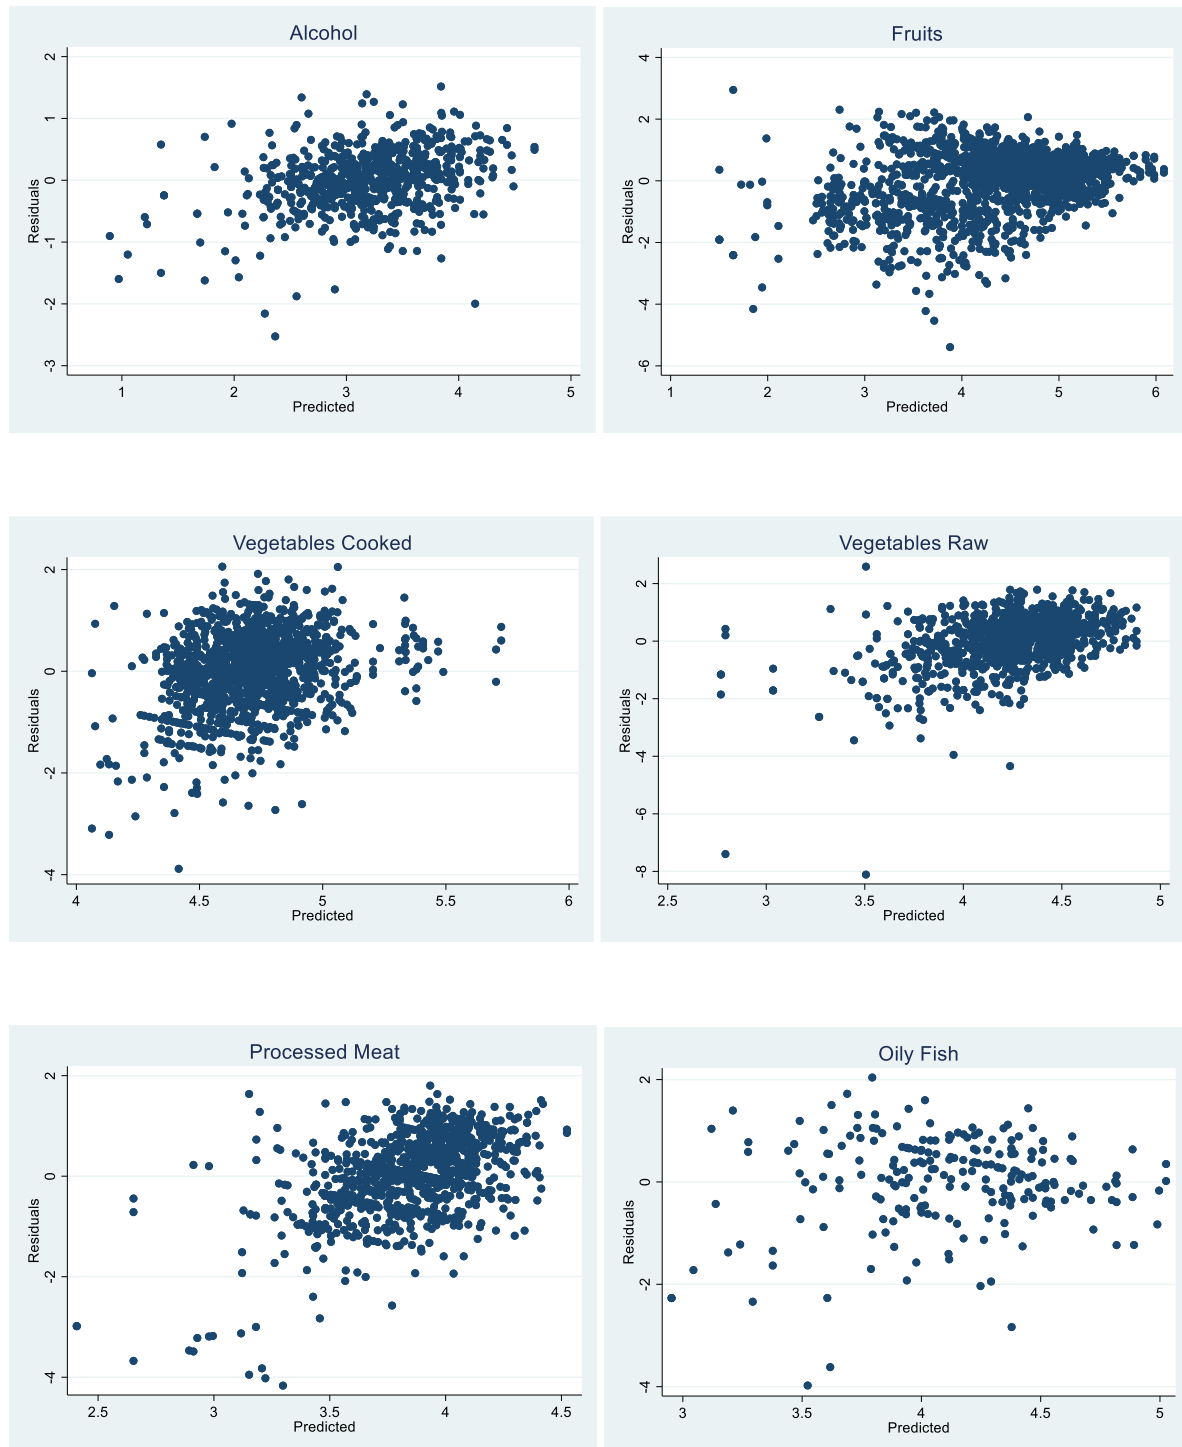 Alcohol
2
1
0
-1
-2
-3
Residuals
1 2 3 4 5
Predicted
Fruits
4
2
0
-2
-4
-6
Residuals
1 2 3 4 5 6
Predicted
Vegetables Cooked
2
0
-2
-4
Residuals
4 4.5 5 5.5 6
Predicted
Vegetables Raw
2
0
-2
-4
-6
-8
Residuals
2.5 3 3.5 4 4.5 5
Predicted
Processed Meat
2
0
-2
-4
Residuals
2.5 3 3.5 4 4.5
Predicted
Oily Fish
2
0
-2
-4
Residuals
3 3.5 4 4.5 5
Predicted